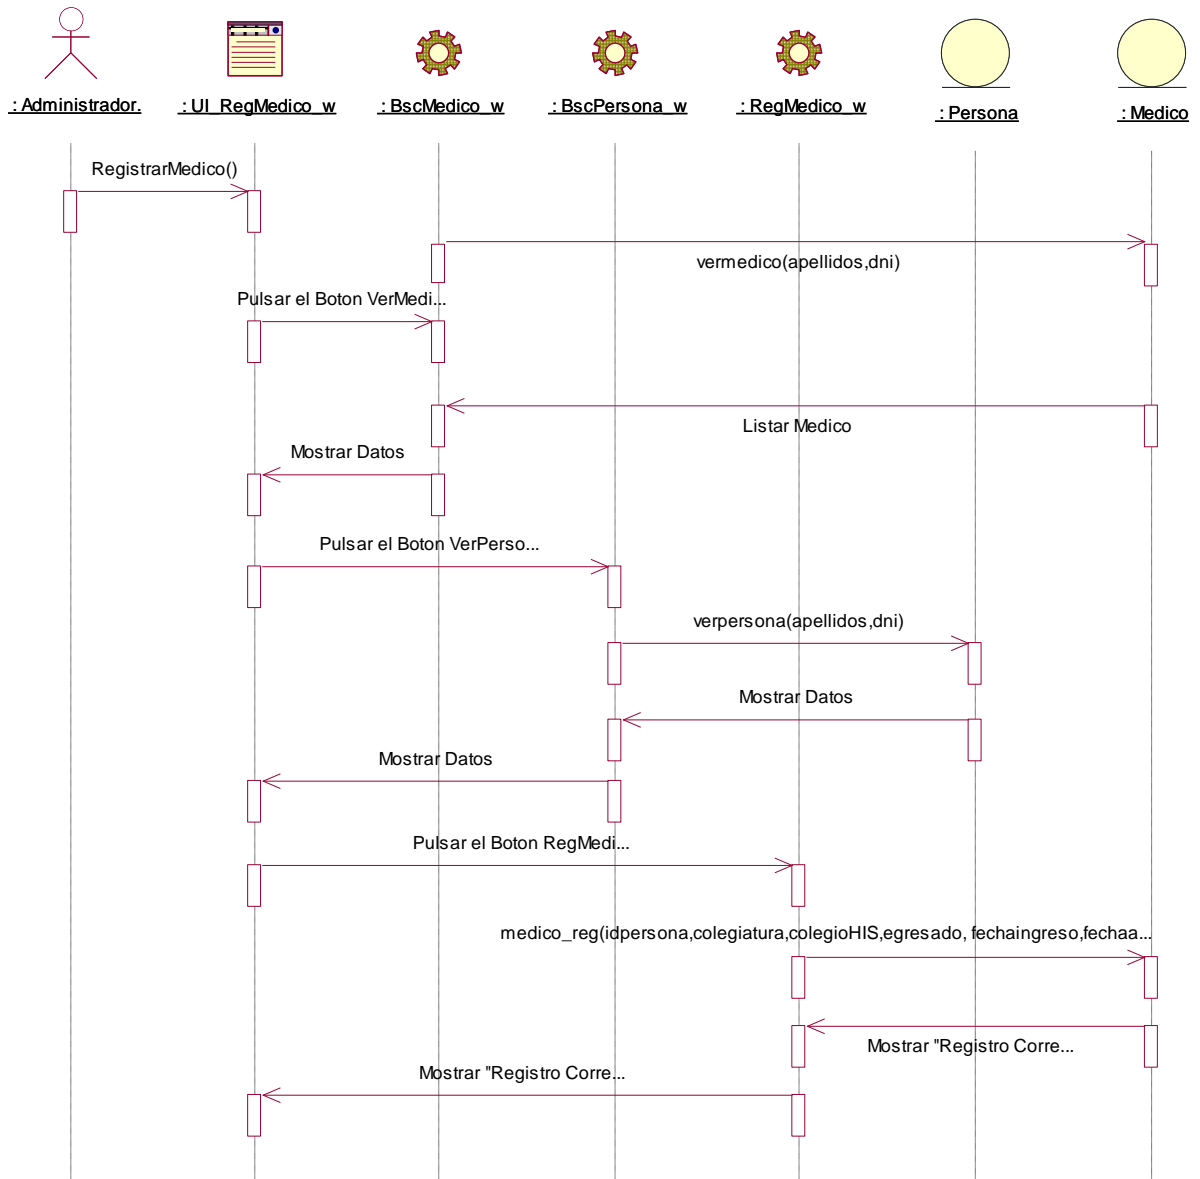 : Administrador.
: UI_RegMedico_w
: BscMedico_w
: BscPersona_w
: RegMedico_w
: Persona
: Medico
RegistrarMedico()
vermedico(apellidos,dni)
Pulsar el Boton VerMedi...
Listar Medico
Mostrar Datos
Pulsar el Boton VerPerso...
verpersona(apellidos,dni)
Mostrar Datos
Mostrar Datos
Pulsar el Boton RegMedi...
medico_reg(idpersona,colegiatura,colegioHIS,egresado, fechaingreso,fechaa...
Mostrar "Registro Corre...
Mostrar "Registro Corre...